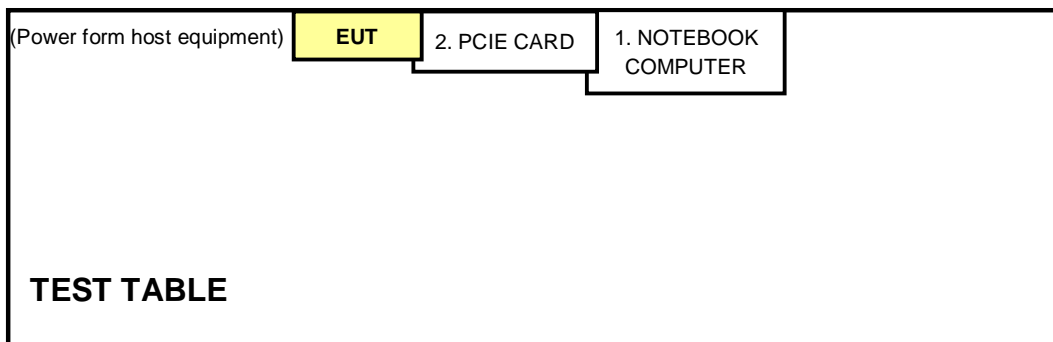 (Power form host equipment)
EUT
2. PCIE CARD
1. NOTEBOOK
COMPUTER
TEST TABLE